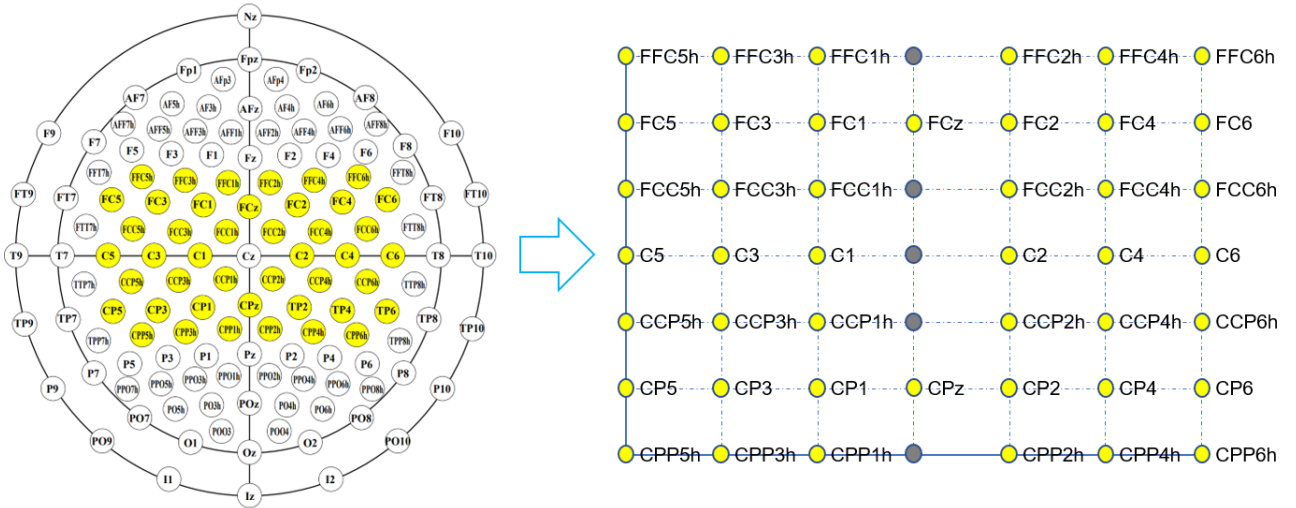 Nz
Fp1 Fpz Fp2
AFp3 AFp4
AF7 AF5h AF3h AFz AF4h AF6h AF8
F9 AFF7h AFF5h AFF3h AFF1h AFF2h AFF4h AFF6h AFF8h F10
F7 F5 F3 F1 Fz F2 F4 F6 F8
FFT7h FFC5h FFC3h FFC1h FFC2h FFC4h FFC6h FFT8h
FT9 FT7 FC5 FC3 FC1 FCz FC2 FC4 FC6 FT8 FT10
FTT7h FCC5h FCC3h FCC1h FCC2h FCC4h FCC6h FTT8h
T9 T7 C5 C3 C1 Cz C2 C4 C6 T8 T10
TTP7h CCP5h CCP3h CCP1h CCP2h CCP4h CCP6h TTP8h
TP9 TP7 CP5 CP3 CP1 CPz TP2 TP4 TP6 TP8 TP10
TPP7h CPP5h CPP3h CPP1h CPP2h CPP4h CPP6h TPP8h
P7 P5 P3 P1 Pz P2 P4 P6 P8
P9 PPO7h PPO5h PPO3h PPO1h PPO2h PPO4h PPO6h PPO8h P10
PO7 PO5h PO3h POz PO4h PO6h PO8
PO9 O1 POO3 POO4 O2 PO10
Oz
I1 Iz I2
FFC5h FFC3h FFC1h FFC2h FFC4h FFC6h
FC5 FC3 FC1 FCz FC2 FC4 FC6
FCC5h FCC3h FCC1h FCC2h FCC4h FCC6h
C5 C3 C1 C2 C4 C6
CCP5h CCP3h CCP1h CCP2h CCP4h CCP6h
CP5 CP3 CP1 CPz CP2 CP4 CP6
CPP5h CPP3h CPP1h CPP2h CPP4h CPP6h